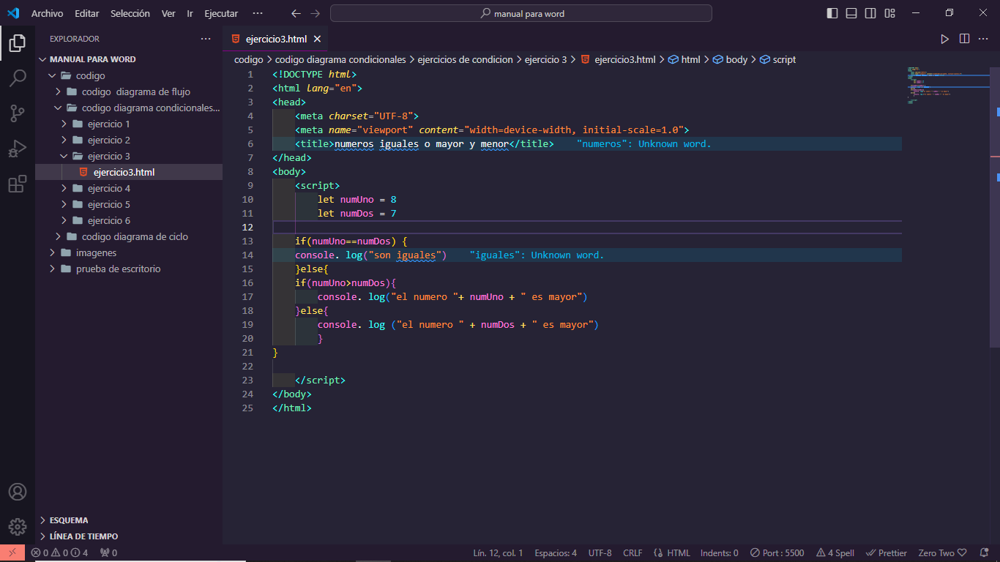 Archivo Editar Selección Ver Ir Ejecutar ···
manual para word
EXPLORADOR
MANUAL PARA WORD
codigo
codigo  diagrama de flujo
codigo diagrama condicionales...
ejercicio 1
ejercicio 2
ejercicio 3
ejercicio3.html
ejercicio 4
ejercicio 5
ejercicio 6
codigo diagrama de ciclo
imagenes
prueba de escritorio
ESQUEMA
LÍNEA DE TIEMPO
ejercicio3.html
codigo > codigo diagrama condicionales > ejercicios de condicion > ejercicio 3 > ejercicio3.html > html > body > script
1 <!DOCTYPE html>
2 <html lang="en">
3 <head>
4     <meta charset="UTF-8">
5     <meta name="viewport" content="width=device-width, initial-scale=1.0">
6     <title>numeros iguales o mayor y menor</title>    "numeros": Unknown word.
7 </head>
8 <body>
9     <script>
10         let numUno = 8
11         let numDos = 7
12
13     if(numUno==numDos) {
14     console. log("son iguales")    "iguales": Unknown word.
15     }else{
16     if(numUno>numDos){
17         console. log("el numero "+ numUno + " es mayor")
18     }else{
19         console. log ("el numero " + numDos + " es mayor")
20         }
21 }
22
23     </script>
24 </body>
25 </html>
0 0 4 0
Lín. 12, col. 1 Espacios: 4 UTF-8 CRLF HTML Indents: 0 Port : 5500 4 Spell Prettier Zero Two